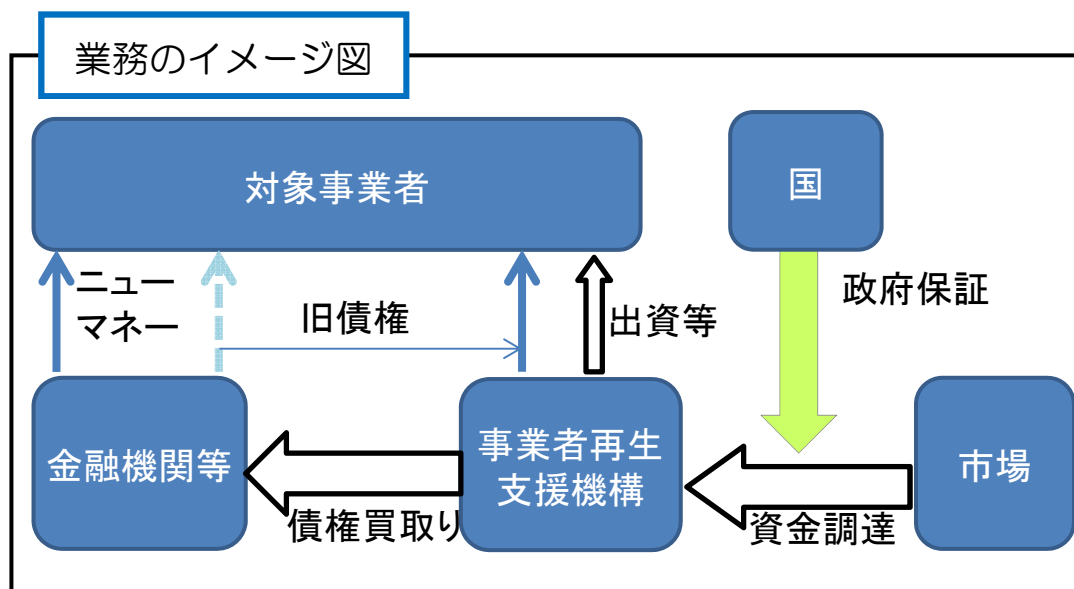 業務のイメージ図
対象事業者
国
ニュー
マネー
旧債権
出資等
政府保証
金融機関等
事業者再生
支援機構
市場
債権買取り
資金調達